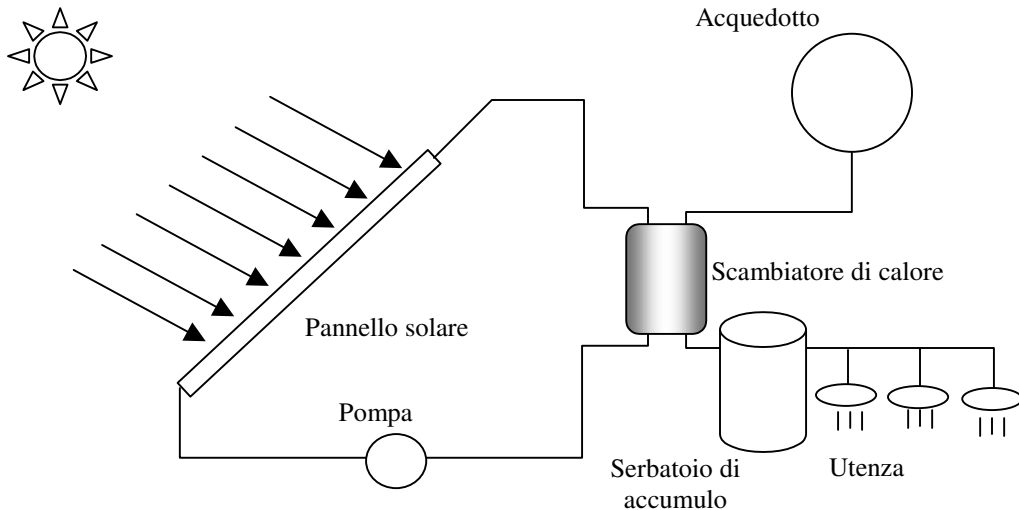 Acquedotto
Scambiatore di calore
Pannello solare
Pompa
Serbatoio di
accumulo
Utenza